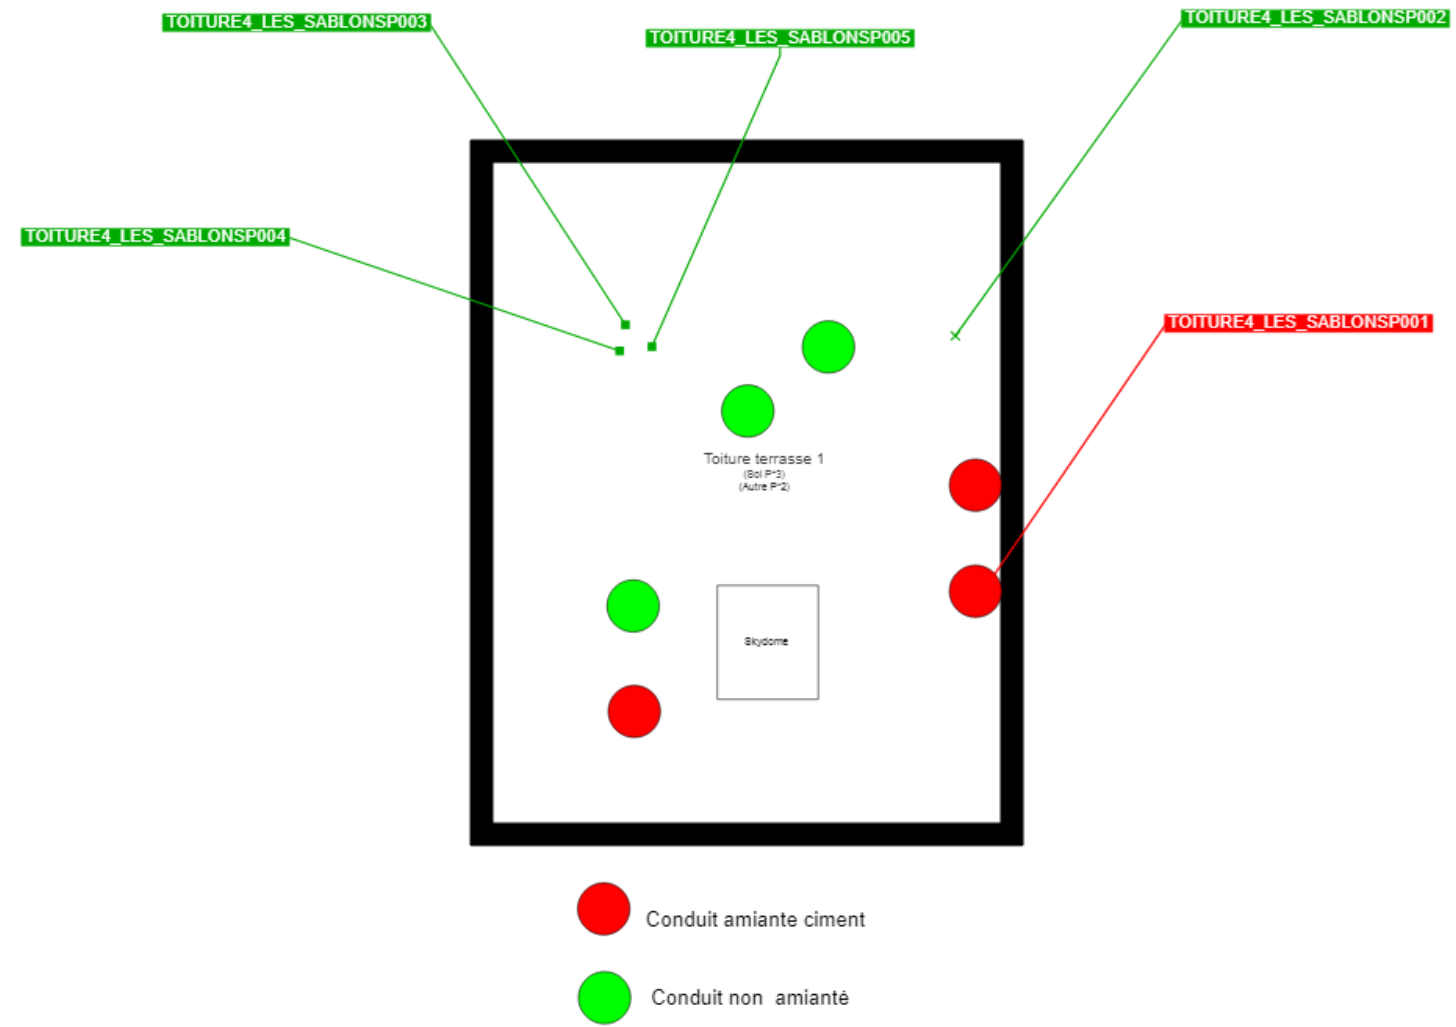 TOITURE4_LES_SABLONSP003
TOITURE4_LES_SABLONSP005
TOITURE4_LES_SABLONSP002
TOITURE4_LES_SABLONSP004
TOITURE4_LES_SABLONSP001
Toiture terrasse 1
(Sol P*3)
(Autre P*2)
Skydome
Conduit amiante ciment
Conduit non amianté